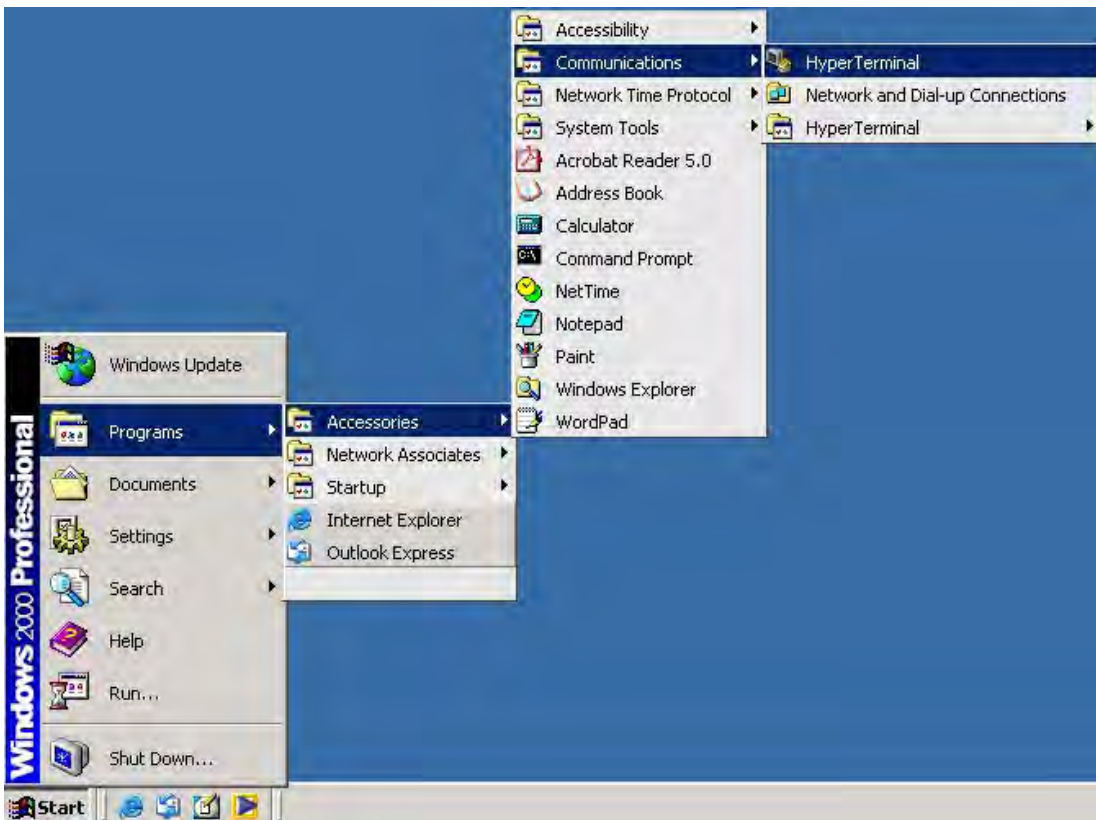 Accessibility
Communications
Network Time Protocol
System Tools
Acrobat Reader 5.0
Address Book
Calculator
Command Prompt
NetTime
Notepad
Paint
Windows Explorer
WordPad
HyperTerminal
Network and Dial-up Connections
HyperTerminal
Windows 2000 Professional
Windows Update
Programs
Documents
Settings
Search
Help
Run...
Shut Down...
Accessories
Network Associates
Startup
Internet Explorer
Outlook Express
Start